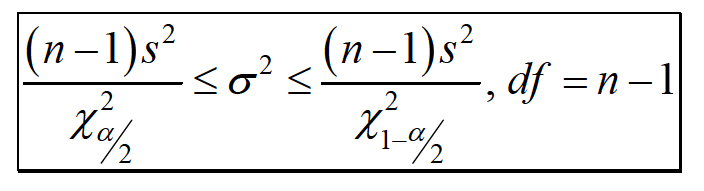 (n−1)s²/χ²_{α/2} ≤ σ² ≤ (n−1)s²/χ²_{1−α/2}, df = n−1